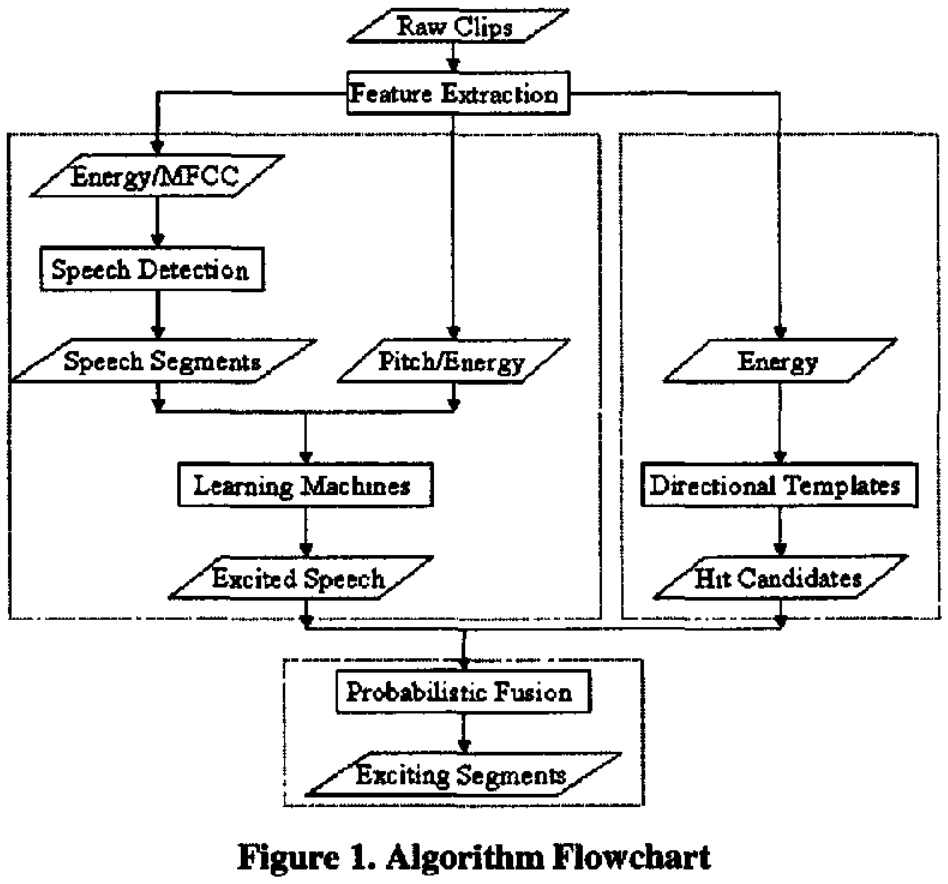 Raw Clips
Feature Extraction
Energy/MFCC
Speech Detection
Speech Segments
Pitch/Energy
Energy
Learning Machines
Directional Templates
Excited Speech
Hit Candidates
Probabilistic Fusion
Exciting Segments
Figure 1. Algorithm Flowchart